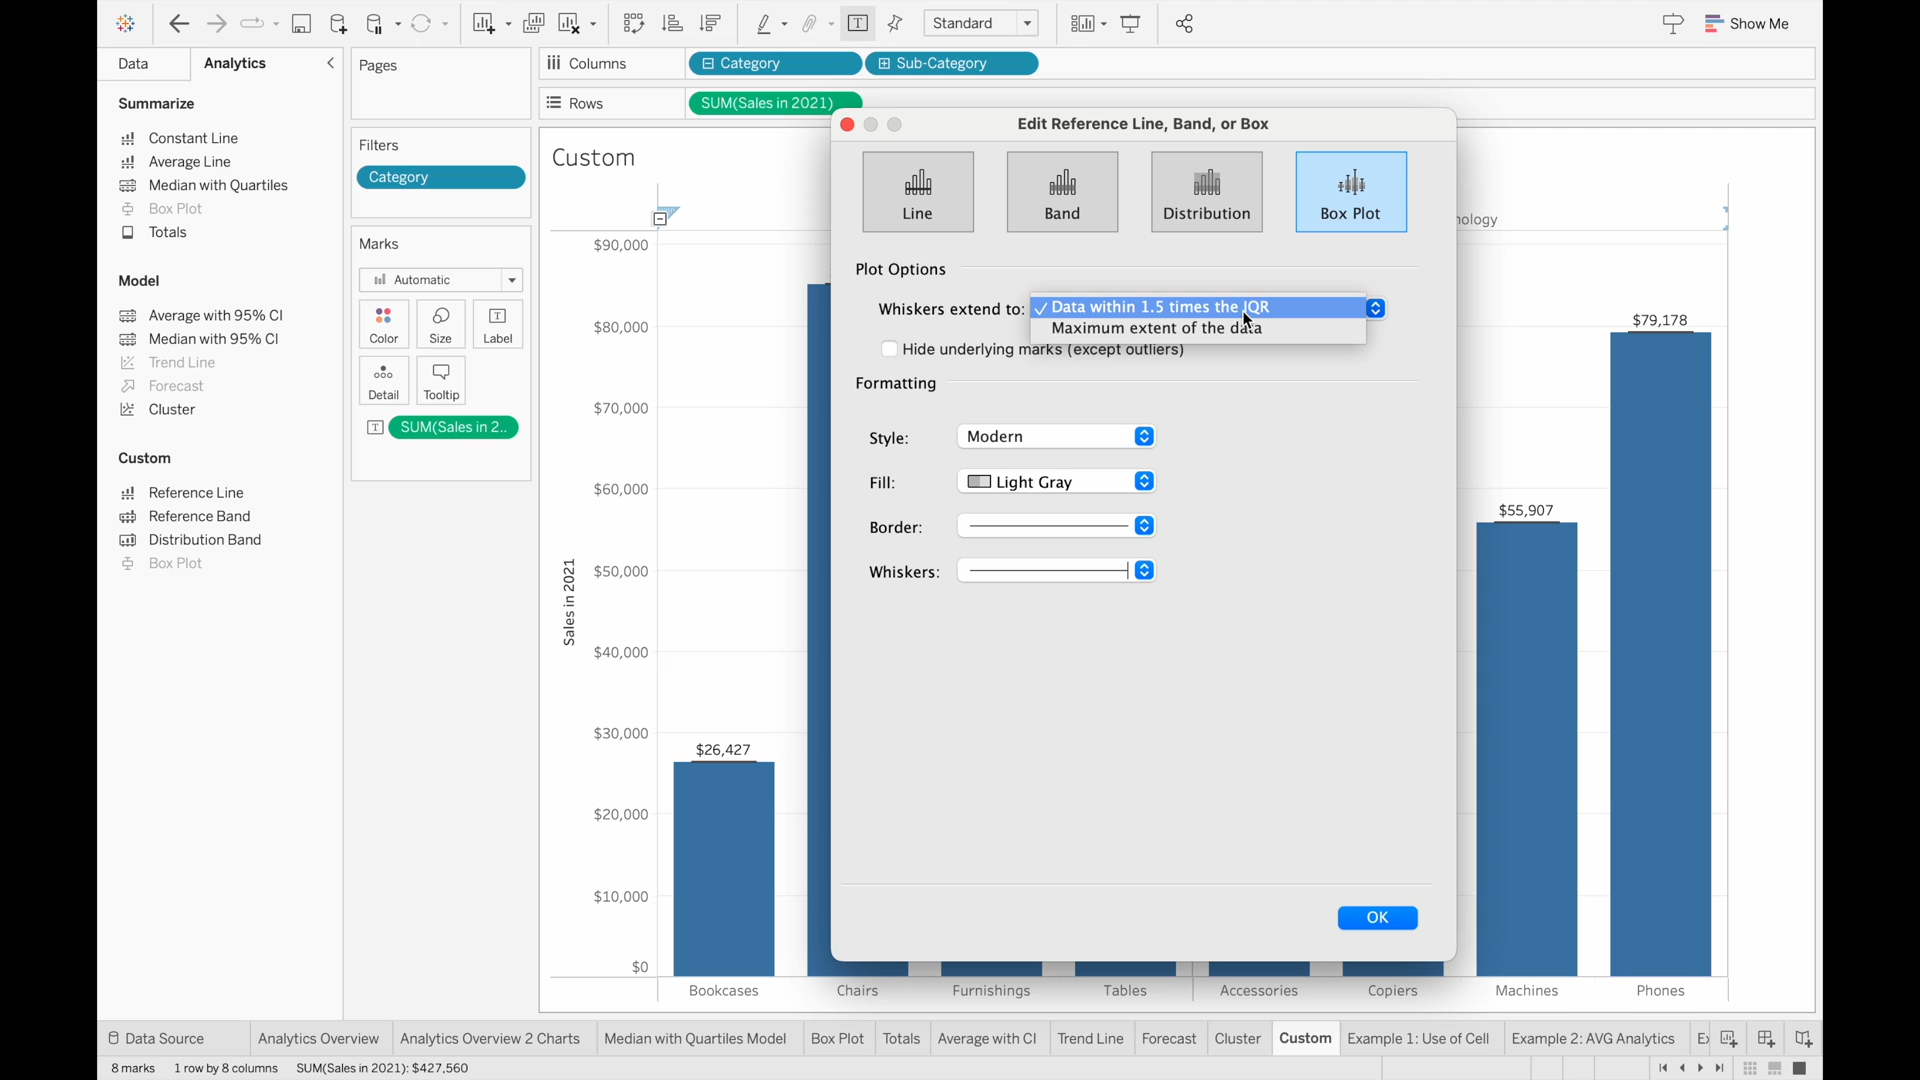 Standard
Show Me
Data
Analytics
Pages
Columns
Category
Sub-Category
Rows
SUM(Sales in 2021)
Summarize
Constant Line
Average Line
Median with Quartiles
Box Plot
Totals
Model
Average with 95% CI
Median with 95% CI
Trend Line
Forecast
Cluster
Custom
Reference Line
Reference Band
Distribution Band
Box Plot
Filters
Category
Marks
Automatic
Color
Size
Label
Detail
Tooltip
SUM(Sales in 2..
Custom
Sales in 2021
$90,000
$80,000
$70,000
$60,000
$50,000
$40,000
$30,000
$20,000
$10,000
$0
$26,427
$55,907
$79,178
nology
Bookcases
Chairs
Furnishings
Tables
Accessories
Copiers
Machines
Phones
Edit Reference Line, Band, or Box
Line
Band
Distribution
Box Plot
Plot Options
Whiskers extend to:
Data within 1.5 times the IQR
Maximum extent of the data
Hide underlying marks (except outliers)
Formatting
Style:
Modern
Fill:
Light Gray
Border:
Whiskers:
OK
Data Source
Analytics Overview
Analytics Overview 2 Charts
Median with Quartiles Model
Box Plot
Totals
Average with CI
Trend Line
Forecast
Cluster
Custom
Example 1: Use of Cell
Example 2: AVG Analytics
8 marks
1 row by 8 columns
SUM(Sales in 2021): $427,560